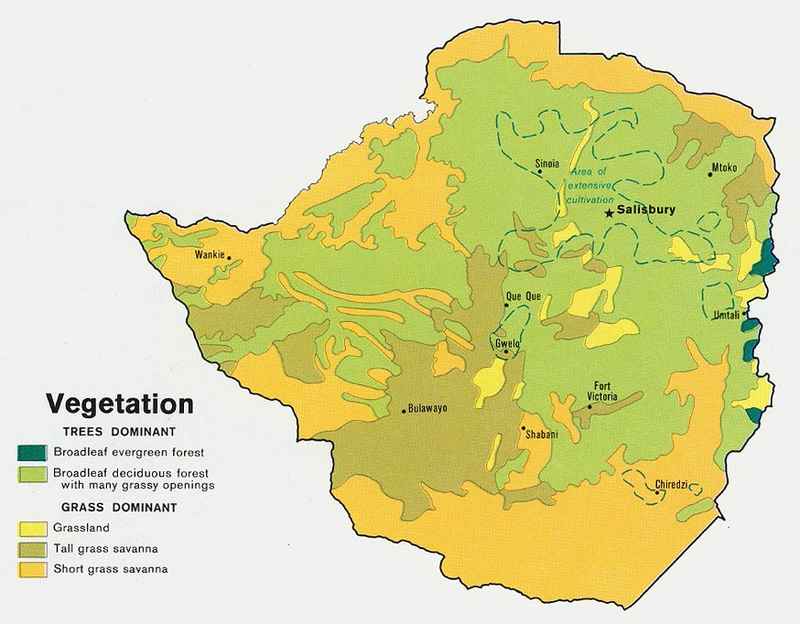 Mtoko
Sinoia
Area of
extensive
cultivation
Salisbury
Wankie
Que Que
Umtali
Gwelo
Fort
Victoria
Bulawayo
Shabani
Chiredzi
Vegetation
TREES DOMINANT
Broadleaf evergreen forest
Broadleaf deciduous forest
with many grassy openings
GRASS DOMINANT
Grassland
Tall grass savanna
Short grass savanna